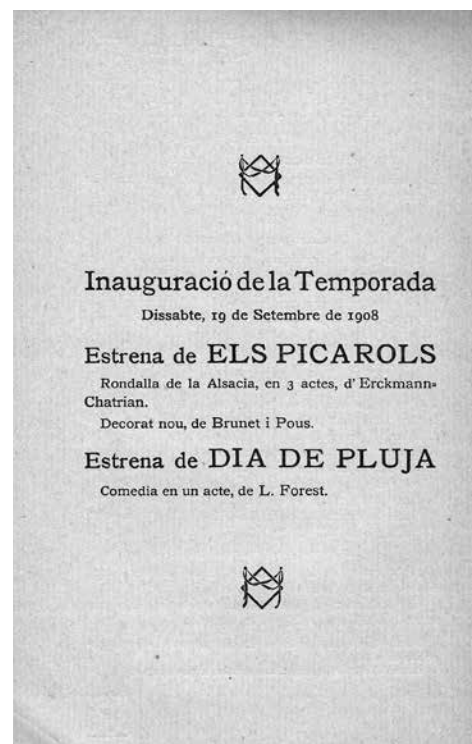 Inauguració de la Temporada
Dissabte, 19 de Setembre de 1908
Estrena de ELS PICAROLS
Rondalla de la Alsacia, en 3 actes, d'Erckmann-
Chatrian.
Decorat nou, de Brunet i Pous.
Estrena de DIA DE PLUJA
Comedia en un acte, de L. Forest.